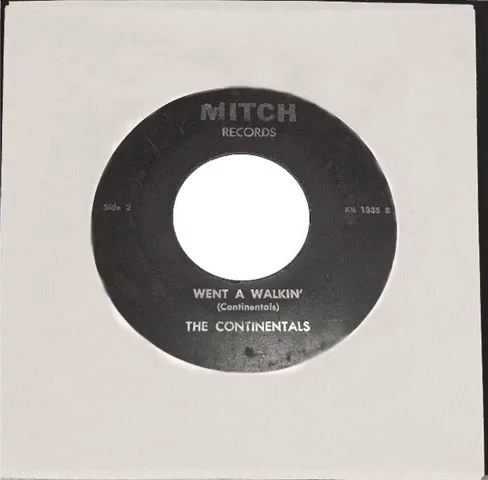 MITCH
RECORDS
Side 2
KB 1335 B
WENT A WALKIN'
(Continentals)
THE CONTINENTALS